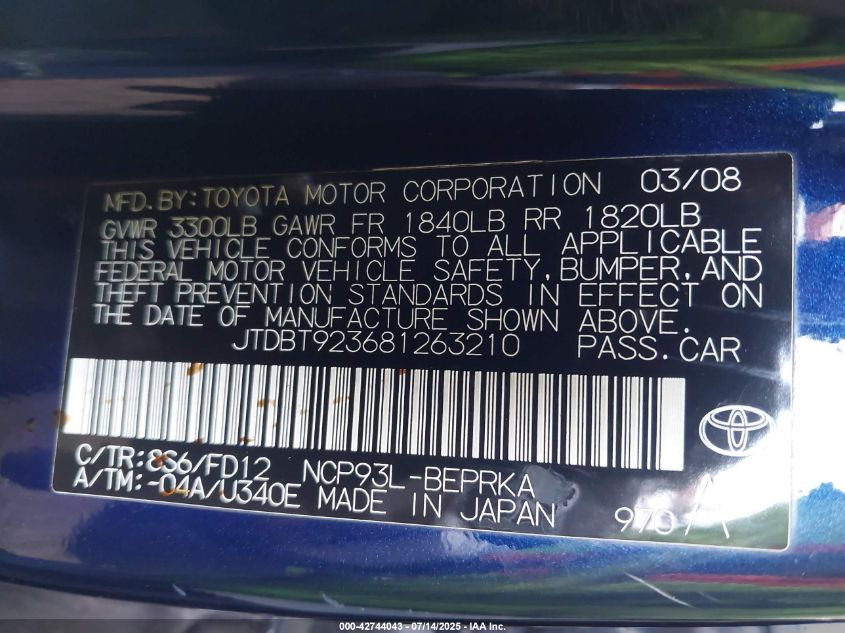 MFD. BY: TOYOTA MOTOR CORPORATION 03/08
GVWR 3300LB GAWR FR 1840LB RR 1820LB
THIS VEHICLE CONFORMS TO ALL APPLICABLE
FEDERAL MOTOR VEHICLE SAFETY, BUMPER, AND
THEFT PREVENTION STANDARDS IN EFFECT ON
THE DATE OF MANUFACTURE SHOWN ABOVE.
JTDBT923681263210 PASS. CAR
C/TR: 8S6/FD12 NCP93L-BEPRKA
A/TM: -04A/U340E MADE IN JAPAN 970 A
000-42744043 - 07/14/2025 - IAA Inc.